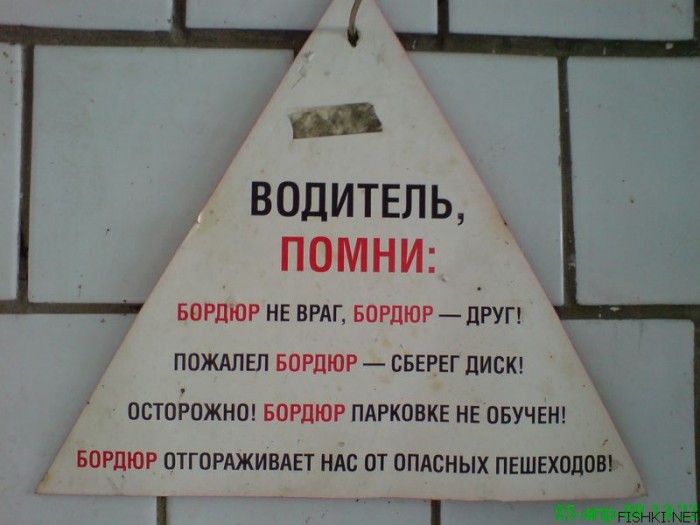 ВОДИТЕЛЬ,
ПОМНИ:
БОРДЮР НЕ ВРАГ, БОРДЮР — ДРУГ!
ПОЖАЛЕЛ БОРДЮР — СБЕРЕГ ДИСК!
ОСТОРОЖНО! БОРДЮР ПАРКОВКЕ НЕ ОБУЧЕН!
БОРДЮР ОТГОРАЖИВАЕТ НАС ОТ ОПАСНЫХ ПЕШЕХОДОВ!
FISHKI.NET